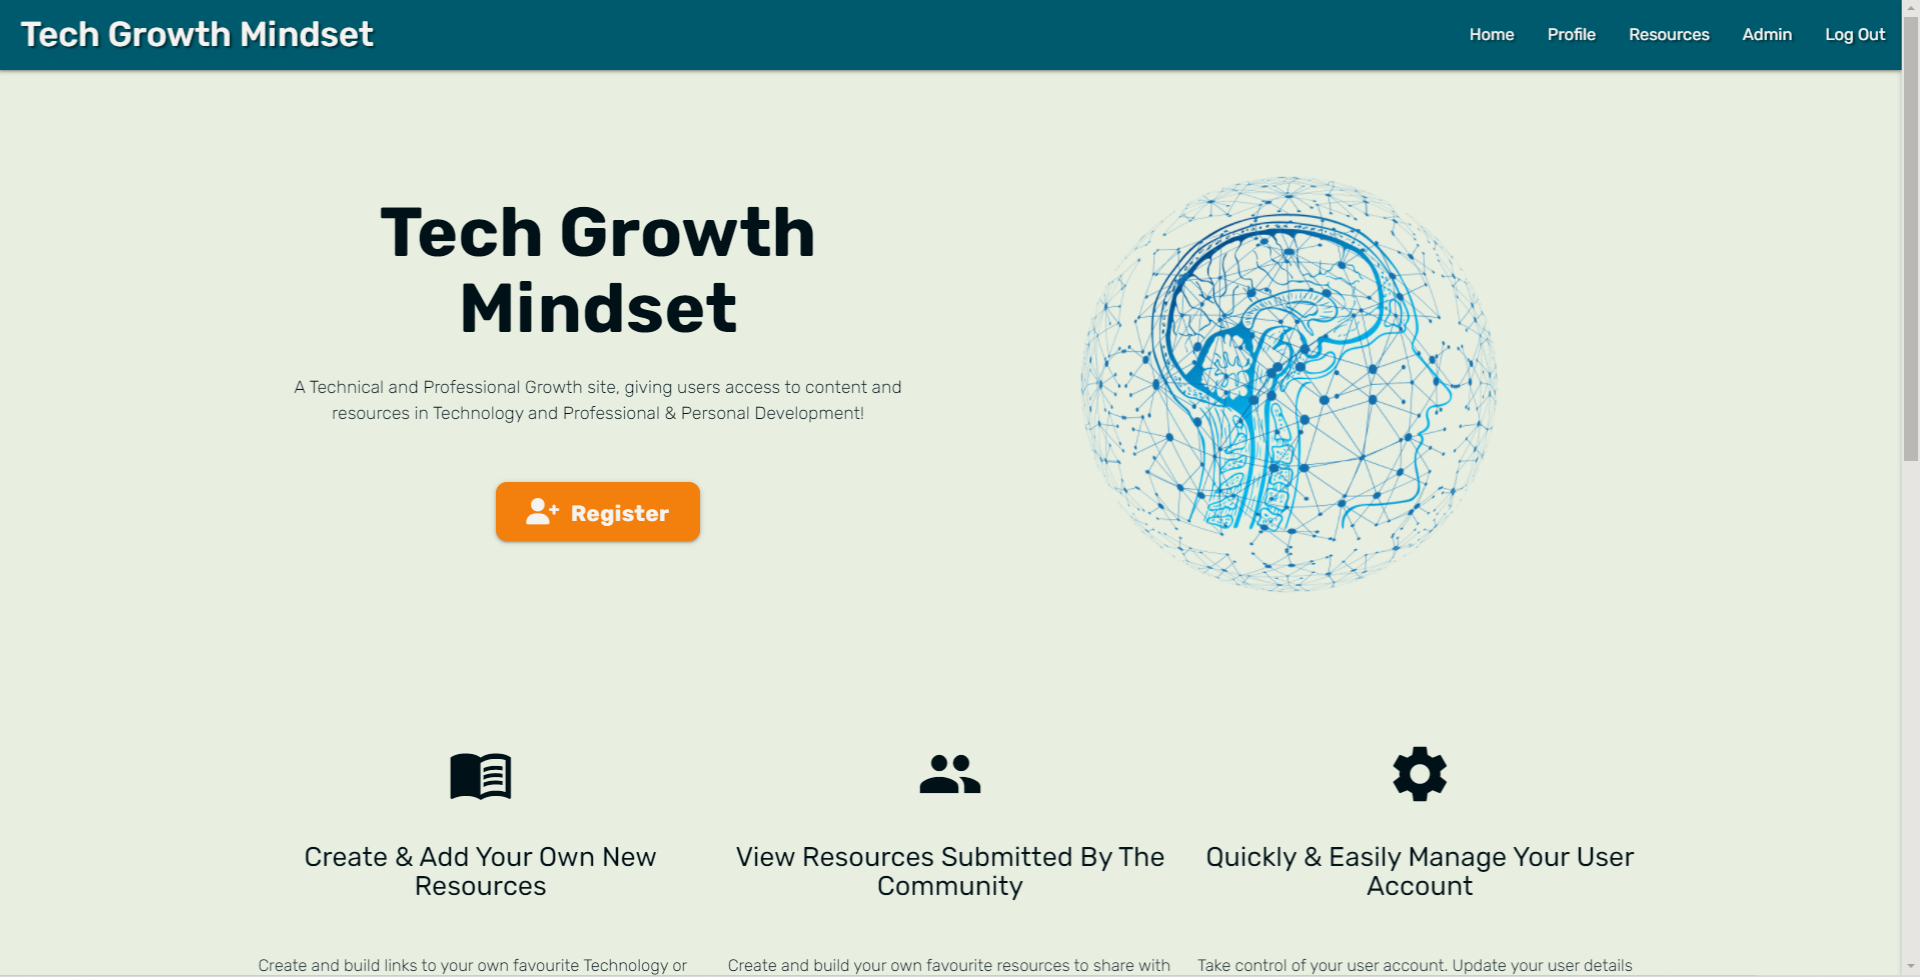 Tech Growth Mindset
Home Profile Resources Admin Log Out
Tech Growth
Mindset
A Technical and Professional Growth site, giving users access to content and
resources in Technology and Professional & Personal Development!
Register
Create & Add Your Own New
Resources
View Resources Submitted By The
Community
Quickly & Easily Manage Your User
Account
Create and build links to your own favourite Technology or
Create and build your own favourite resources to share with
Take control of your user account. Update your user details